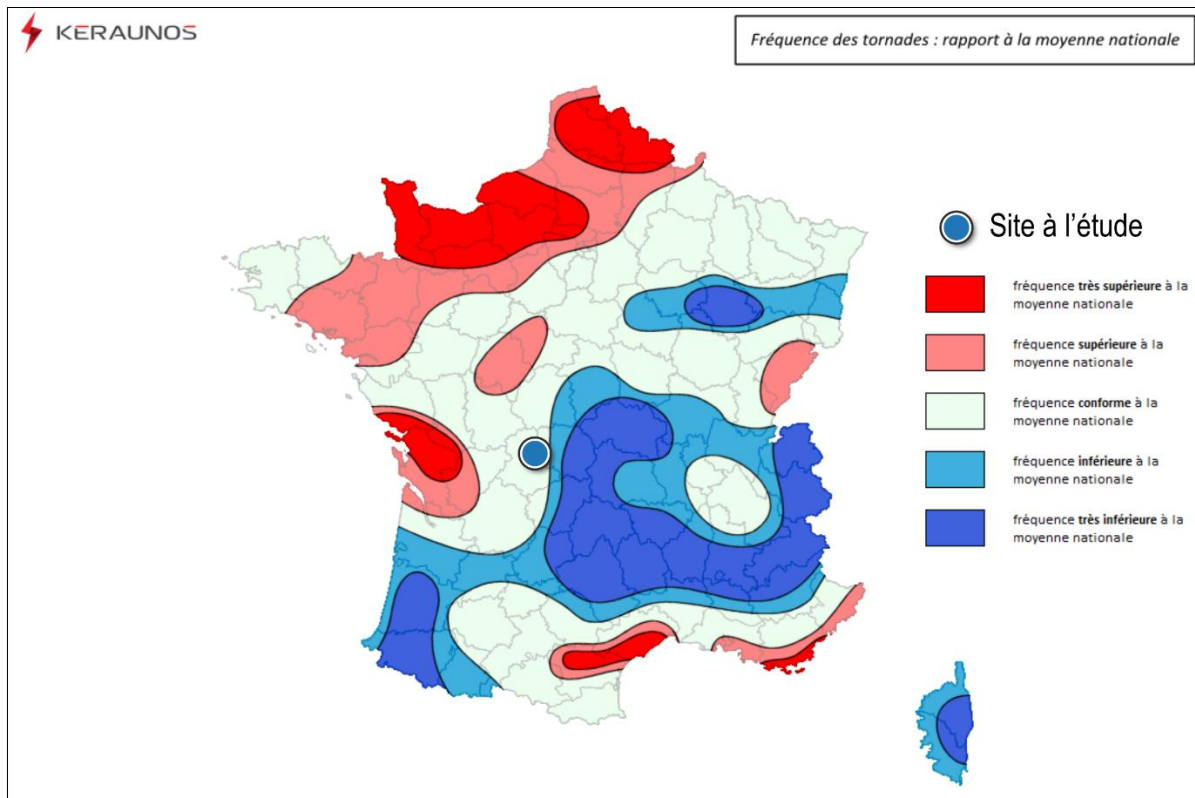 KERAUNOS
Fréquence des tornades : rapport à la moyenne nationale
Site à l’étude
fréquence très supérieure à la
moyenne nationale
fréquence supérieure à la
moyenne nationale
fréquence conforme à la
moyenne nationale
fréquence inférieure à la
moyenne nationale
fréquence très inférieure à la
moyenne nationale